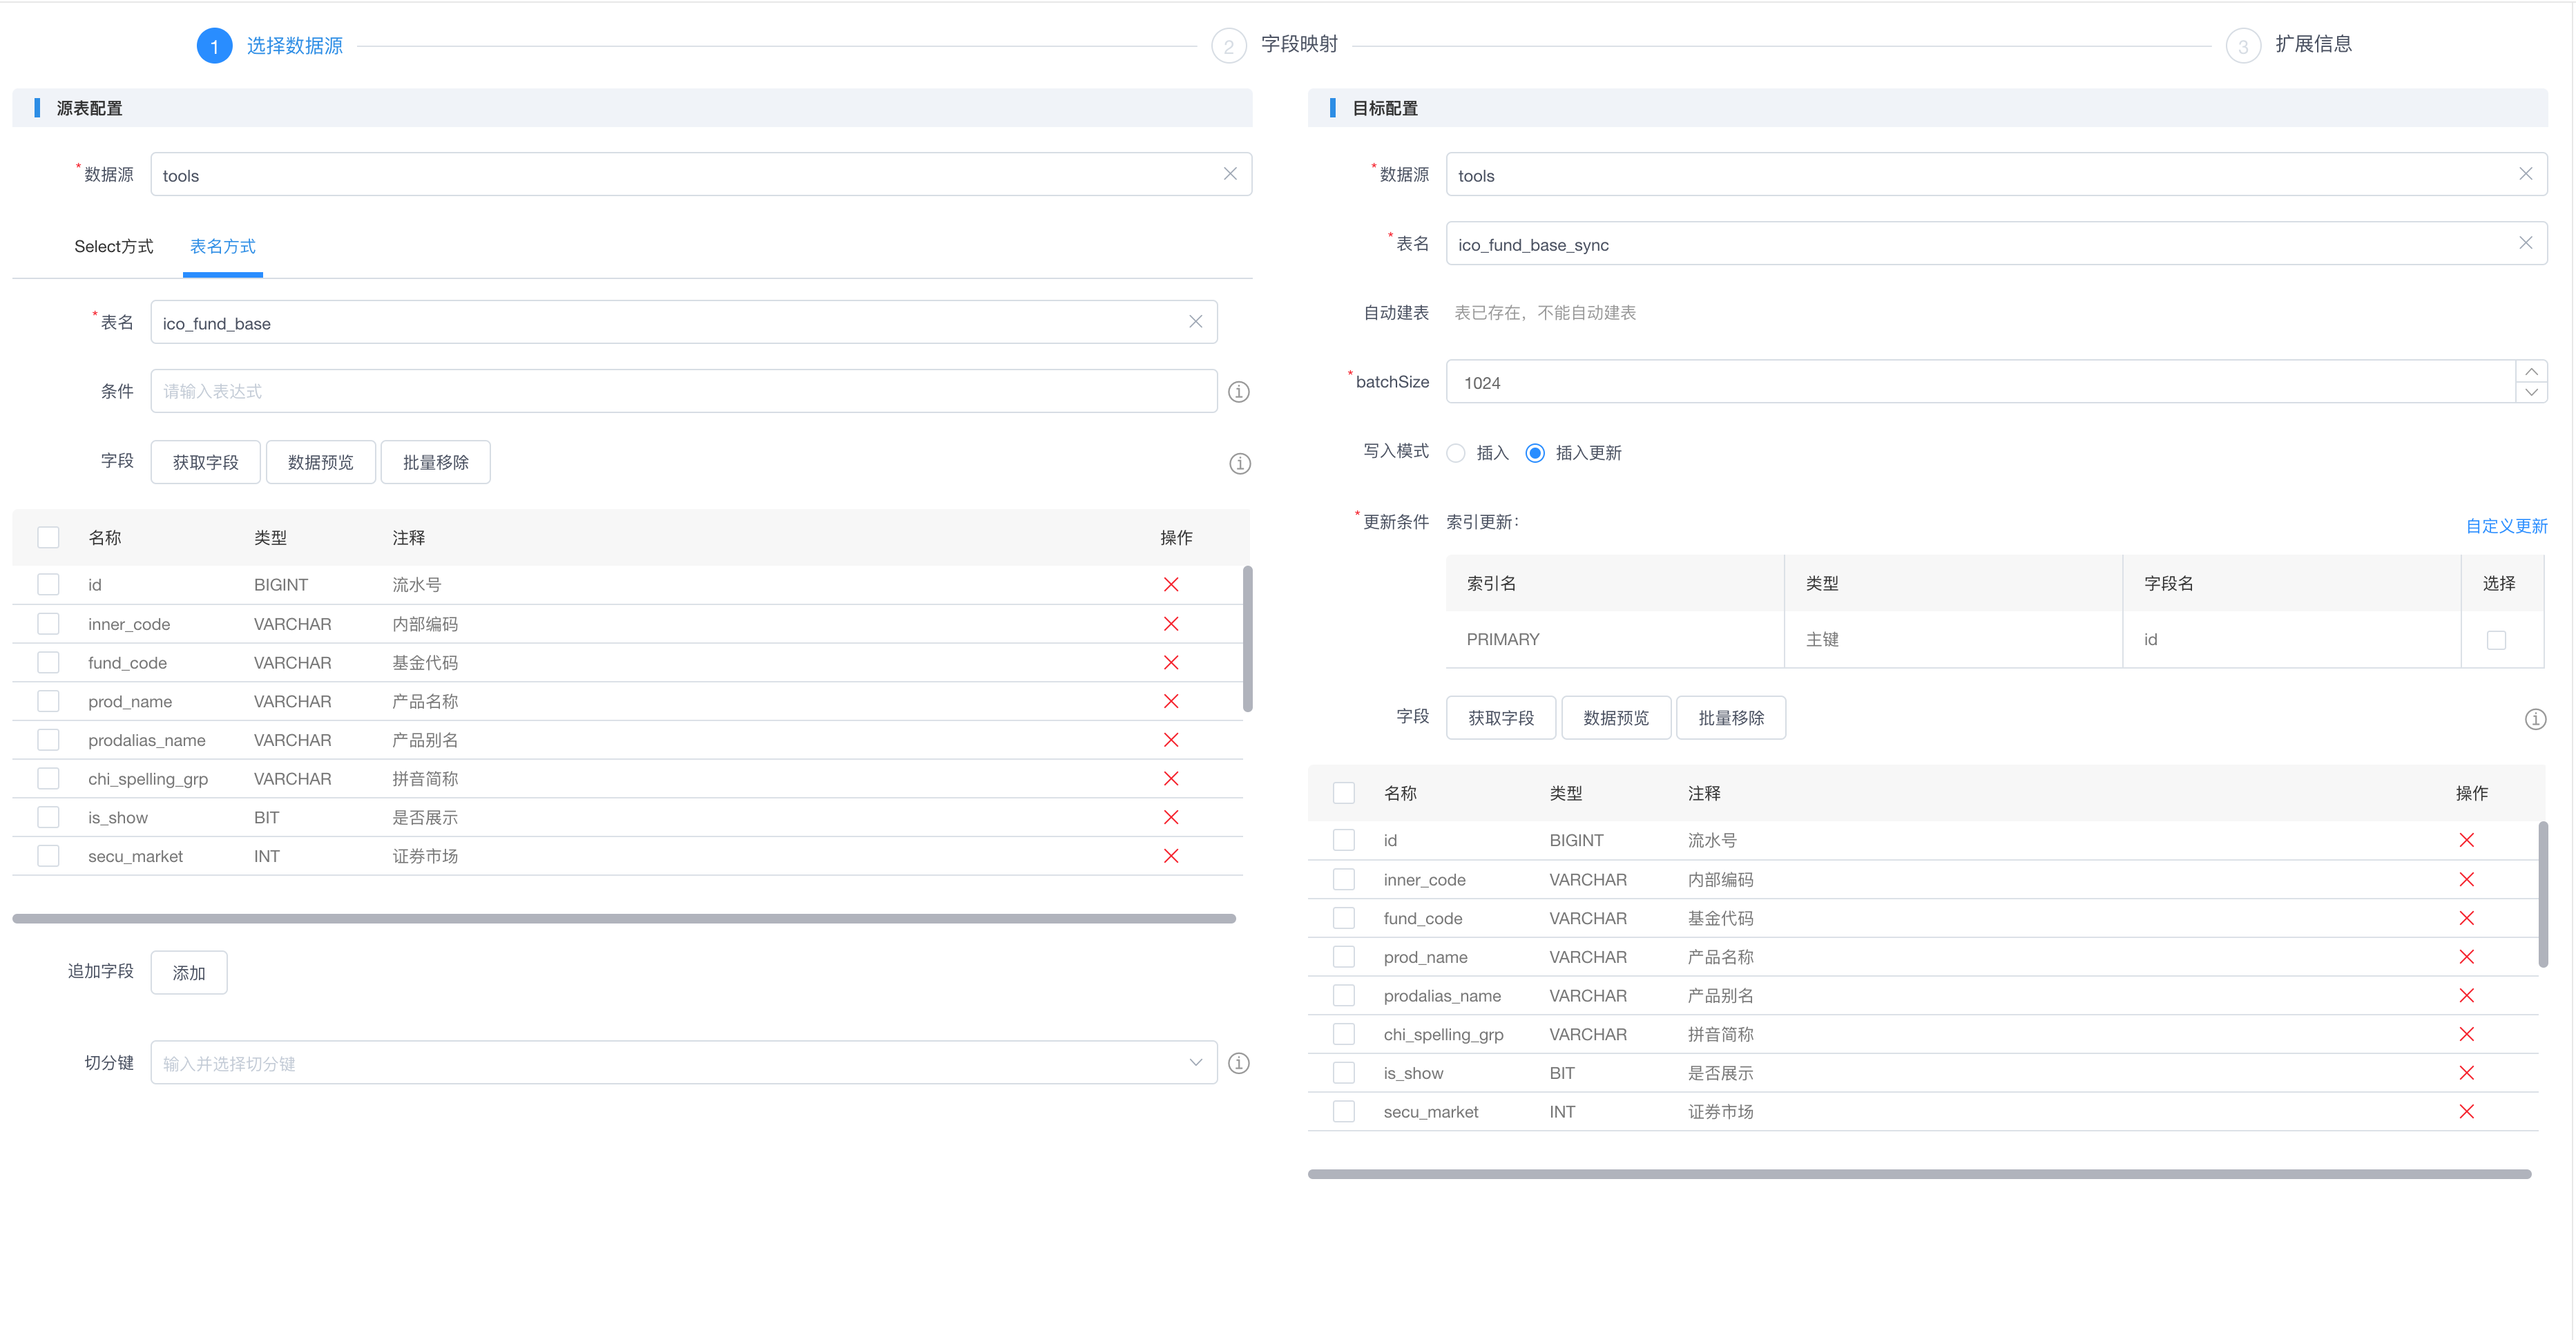 1 选择数据源 2 字段映射 3 扩展信息
源表配置
*数据源 tools
Select方式 表名方式
*表名 ico_fund_base
条件 请输入表达式
字段 获取字段 数据预览 批量移除
名称 类型 注释 操作
id BIGINT 流水号
inner_code VARCHAR 内部编码
fund_code VARCHAR 基金代码
prod_name VARCHAR 产品名称
prodalias_name VARCHAR 产品别名
chi_spelling_grp VARCHAR 拼音简称
is_show BIT 是否展示
secu_market INT 证券市场
追加字段 添加
切分键 输入并选择切分键
目标配置
*数据源 tools
*表名 ico_fund_base_sync
自动建表 表已存在，不能自动建表
*batchSize 1024
写入模式 插入 插入更新
*更新条件 索引更新： 自定义更新
索引名 类型 字段名 选择
PRIMARY 主键 id
字段 获取字段 数据预览 批量移除
名称 类型 注释 操作
id BIGINT 流水号
inner_code VARCHAR 内部编码
fund_code VARCHAR 基金代码
prod_name VARCHAR 产品名称
prodalias_name VARCHAR 产品别名
chi_spelling_grp VARCHAR 拼音简称
is_show BIT 是否展示
secu_market INT 证券市场